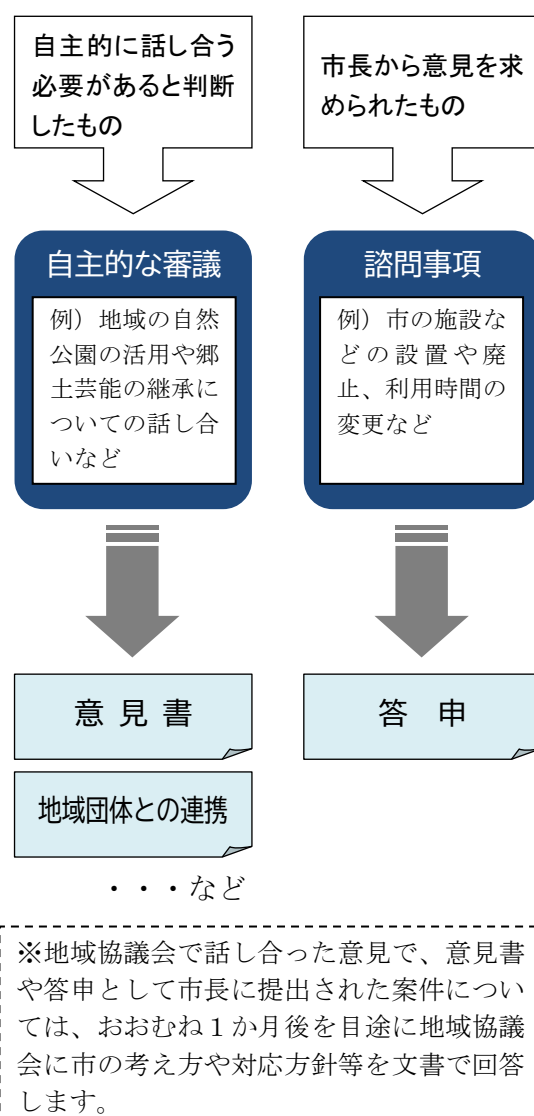 自主的に話し合う
必要があると判断
したもの
市長から意見を求
められたもの
自主的な審議
例）地域の自然
公園の活用や郷
土芸能の継承に
ついての話し合
いなど
諮問事項
例）市の施設な
どの設置や廃
止、利用時間の
変更など
意見書
地域団体との連携
・・・など
答　申
※地域協議会で話し合った意見で、意見書
や答申として市長に提出された案件につい
ては、おおむね１か月後を目途に地域協議
会に市の考え方や対応方針等を文書で回答
します。